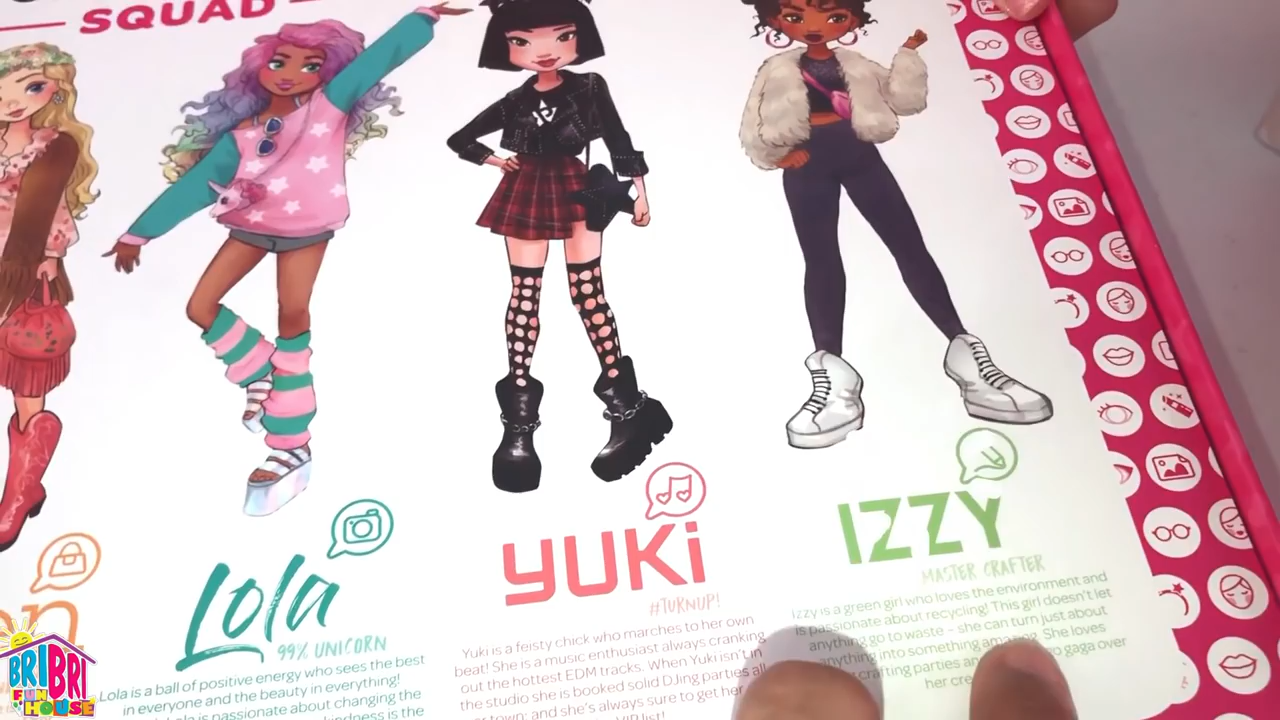 SQUAD
Lola
99% UNICORN
Lola is a ball of positive energy who sees the best
in everyone and the beauty in everything!
is passionate about changing the
kindness is the
YUKi
#TURNUP!
Yuki is a feisty chick who marches to her own
beat! She is a music enthusiast always cranking
out the hottest EDM tracks. When Yuki isn't in
the studio she is booked solid DJing parties all
town; and she's always sure to get her
VIP list!
IZZY
MASTER CRAFTER
Izzy is a green girl who loves the environment and
is passionate about recycling! This girl doesn't let
anything go to waste – she can turn just about
anything into something amazing. She loves
crafting parties and go gaga over
her
BRI BRI
FUN
HOUSE